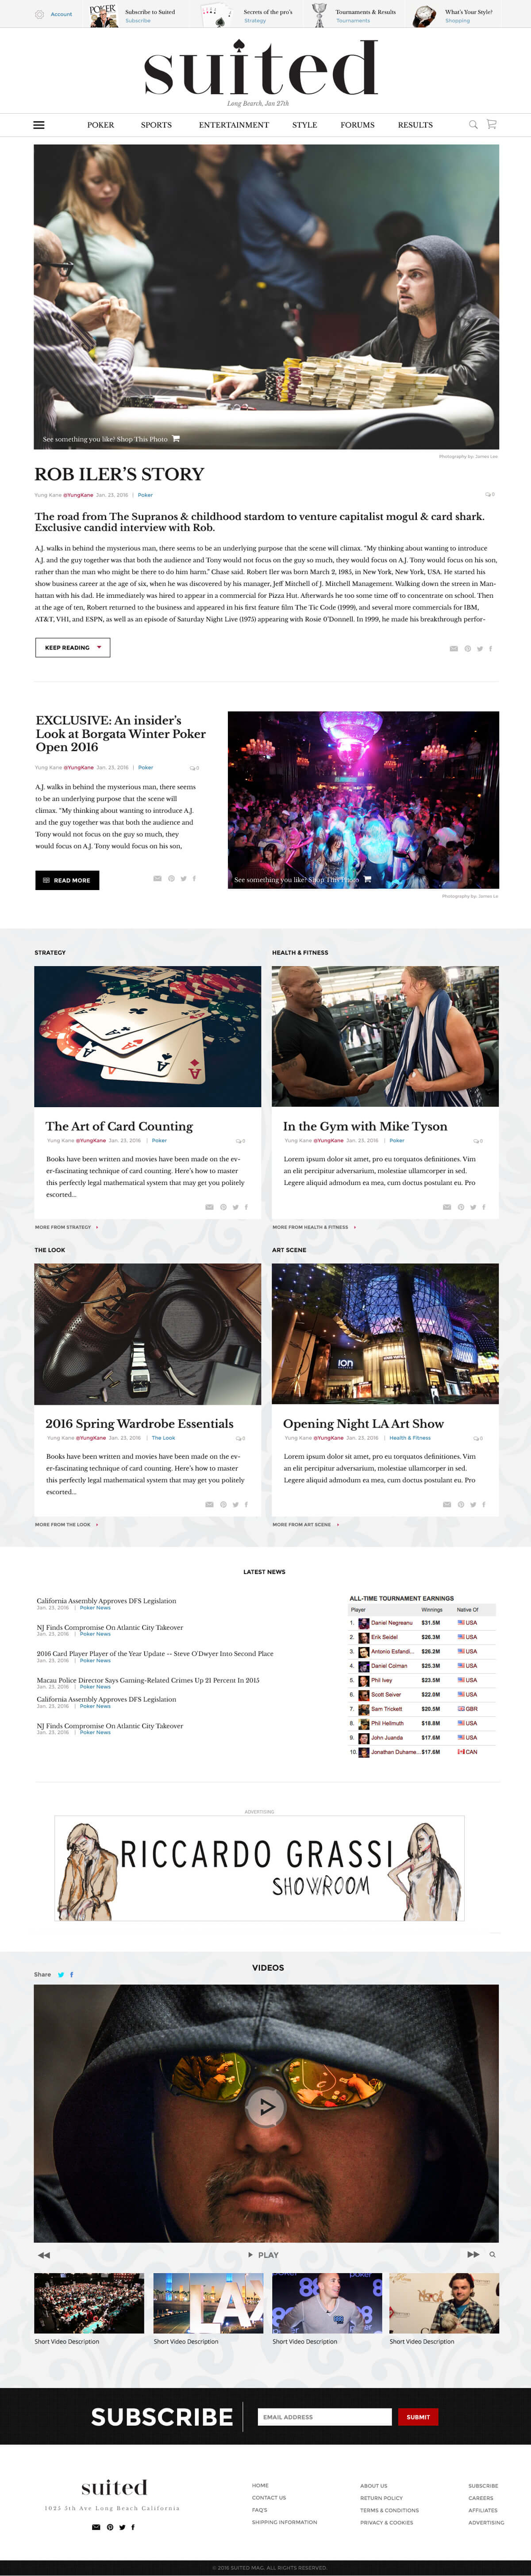 Account
Subscribe to Suited
Subscribe
Secrets of the pro's
Strategy
Tournaments & Results
Tournaments
What's Your Style?
Shopping
POKER
suited
Long Bearch, Jan 27th
POKER SPORTS ENTERTAINMENT STYLE FORUMS RESULTS
See something you like? Shop This Photo
Photography by: James Lee
ROB ILER'S STORY
Yung Kane @YungKane Jan. 23, 2016 | Poker
0
The road from The Supranos & childhood stardom to venture capitalist mogul & card shark.
Exclusive candid interview with Rob.
A.J. walks in behind the mysterious man, there seems to be an underlying purpose that the scene will climax. "My thinking about wanting to introduce
A.J. and the guy together was that both the audience and Tony would not focus on the guy so much, they would focus on A.J. Tony would focus on his son,
rather than the guy who might be there to do him harm." Chase said. Robert Iler was born March 2, 1985, in New York, New York, USA. He started his
show business career at the age of six, when he was discovered by his manager, Jeff Mitchell of J. Mitchell Management. Walking down the streen in Man-
human with his dad. He immediately was hired to appear in a commercial for Pizza Hut. Afterwards he too some time off to concentrate on school. Then
at the age of ten, Robert returned to the business and appeared in his first feature film The Tic Code (1999), and several more commercials for IBM,
AT&T, VHI, and ESPN, as well as an episode of Saturday Night Live (1975) appearing with Rosie O'Donnell. In 1999, he made his breakthrough perfor-
KEEP READING
EXCLUSIVE: An insider's
Look at Borgata Winter Poker
Open 2016
Yung Kane @YungKane Jan. 23, 2016 | Poker
0
A.J. walks in behind the mysterious man, there seems
to be an underlying purpose that the scene will
climax. "My thinking about wanting to introduce A.J.
and the guy together was that both the audience and
Tony would not focus on the guy so much, they
would focus on A.J. Tony would focus on his son,
READ MORE
See something you like? Shop This Photo
Photography by: James Le
STRATEGY
The Art of Card Counting
Yung Kane @YungKane Jan. 23, 2016 | Poker
0
Books have been written and movies have been made on the ev-
er-fascinating technique of card counting. Here's how to master
this perfectly legal mathematical system that may get you politely
escorted...
MORE FROM STRATEGY
HEALTH & FITNESS
In the Gym with Mike Tyson
Yung Kane @YungKane Jan. 23, 2016 | Poker
0
Lorem ipsum dolor sit amet, pro eu torquatos definitiones. Vim
an elit percipitur adversarium, molestie ullamcorper in sed.
Legere aliquid admodum ea mea, cum doctus postulant eu. Pro
MORE FROM HEALTH & FITNESS
THE LOOK
2016 Spring Wardrobe Essentials
Yung Kane @YungKane Jan. 23, 2016 | The Look
0
Books have been written and movies have been made on the ev-
er-fascinating technique of card counting. Here's how to master
this perfectly legal mathematical system that may get you politely
escorted...
MORE FROM THE LOOK
ART SCENE
ION
Opening Night LA Art Show
Yung Kane @YungKane Jan. 23, 2016 | Health & Fitness
0
Lorem ipsum dolor sit amet, pro eu torquatos definitiones. Vim
an elit percipitur adversarium, molestie ullamcorper in sed.
Legere aliquid admodum ea mea, cum doctus postulant eu. Pro
MORE FROM ART SCENE
LATEST NEWS
California Assembly Approves DFS Legislation
Jan. 23, 2016 | Poker News
NJ Finds Compromise On Atlantic City Takeover
Jan. 23, 2016 | Poker News
2016 Card Player Player of the Year Update -- Sreve O'Dwyer Into Second Place
Jan. 23, 2016 | Poker News
Macau Police Director Says Gaming-Related Crimes Up 21 Percent In 2015
Jan. 23, 2016 | Poker News
California Assembly Approves DFS Legislation
Jan. 23, 2016 | Poker News
NJ Finds Compromise On Atlantic City Takeover
Jan. 23, 2016 | Poker News
ALL-TIME TOURNAMENT EARNINGS
Player Winnings Native Of
1. Daniel Negreanu $31.5M USA
2. Erik Seidel $26.3M USA
3. Antonio Esfandi... $26.2M USA
4. Daniel Colman $25.3M USA
5. Phil Ivey $23.5M USA
6. Scott Seiver $22.6M USA
7. Sam Trickett $20.5M GBR
8. Phil Hellmuth $18.8M USA
9. John Juanda $17.6M USA
10. Jonathan Duhame... $17.6M CAN
ADVERTISING
RICCARDO GRASSI
SHOWROOM
VIDEOS
Share
PLAY
Short Video Description
Short Video Description
Short Video Description
Short Video Description
SUBSCRIBE
EMAIL ADDRESS
SUBMIT
suited
1025 5th Ave Long Beach California
HOME
CONTACT US
FAQ'S
SHIPPING INFORMATION
ABOUT US
RETURN POLICY
TERMS & CONDITIONS
PRIVACY & COOKIES
SUBSCRIBE
CAREERS
AFFILIATES
ADVERTISING
© 2016 SUITED MAG. ALL RIGHTS RESERVED.